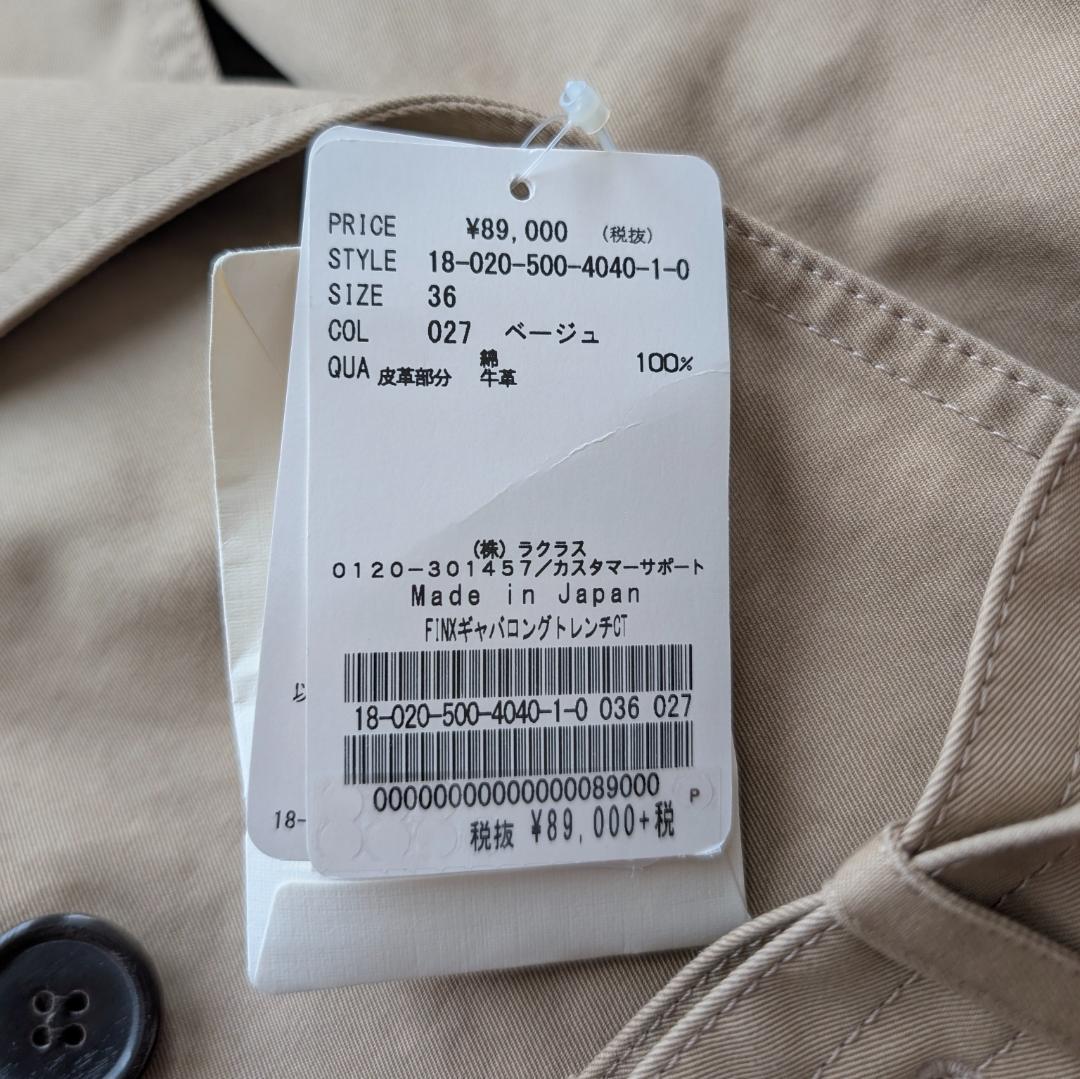 PRICE ¥89,000 (税抜)
STYLE 18-020-500-4040-1-0
SIZE 36
COL 027 ベージュ
QUA 綿 100%
皮革部分 牛革
(株)ラクラス
0120-301457/カスタマーサポート
Made in Japan
FINXギャバロングトレンチCT
18-020-500-4040-1-0 036 027
00000000000000089000 P
税抜 ¥89,000+税
以
18-